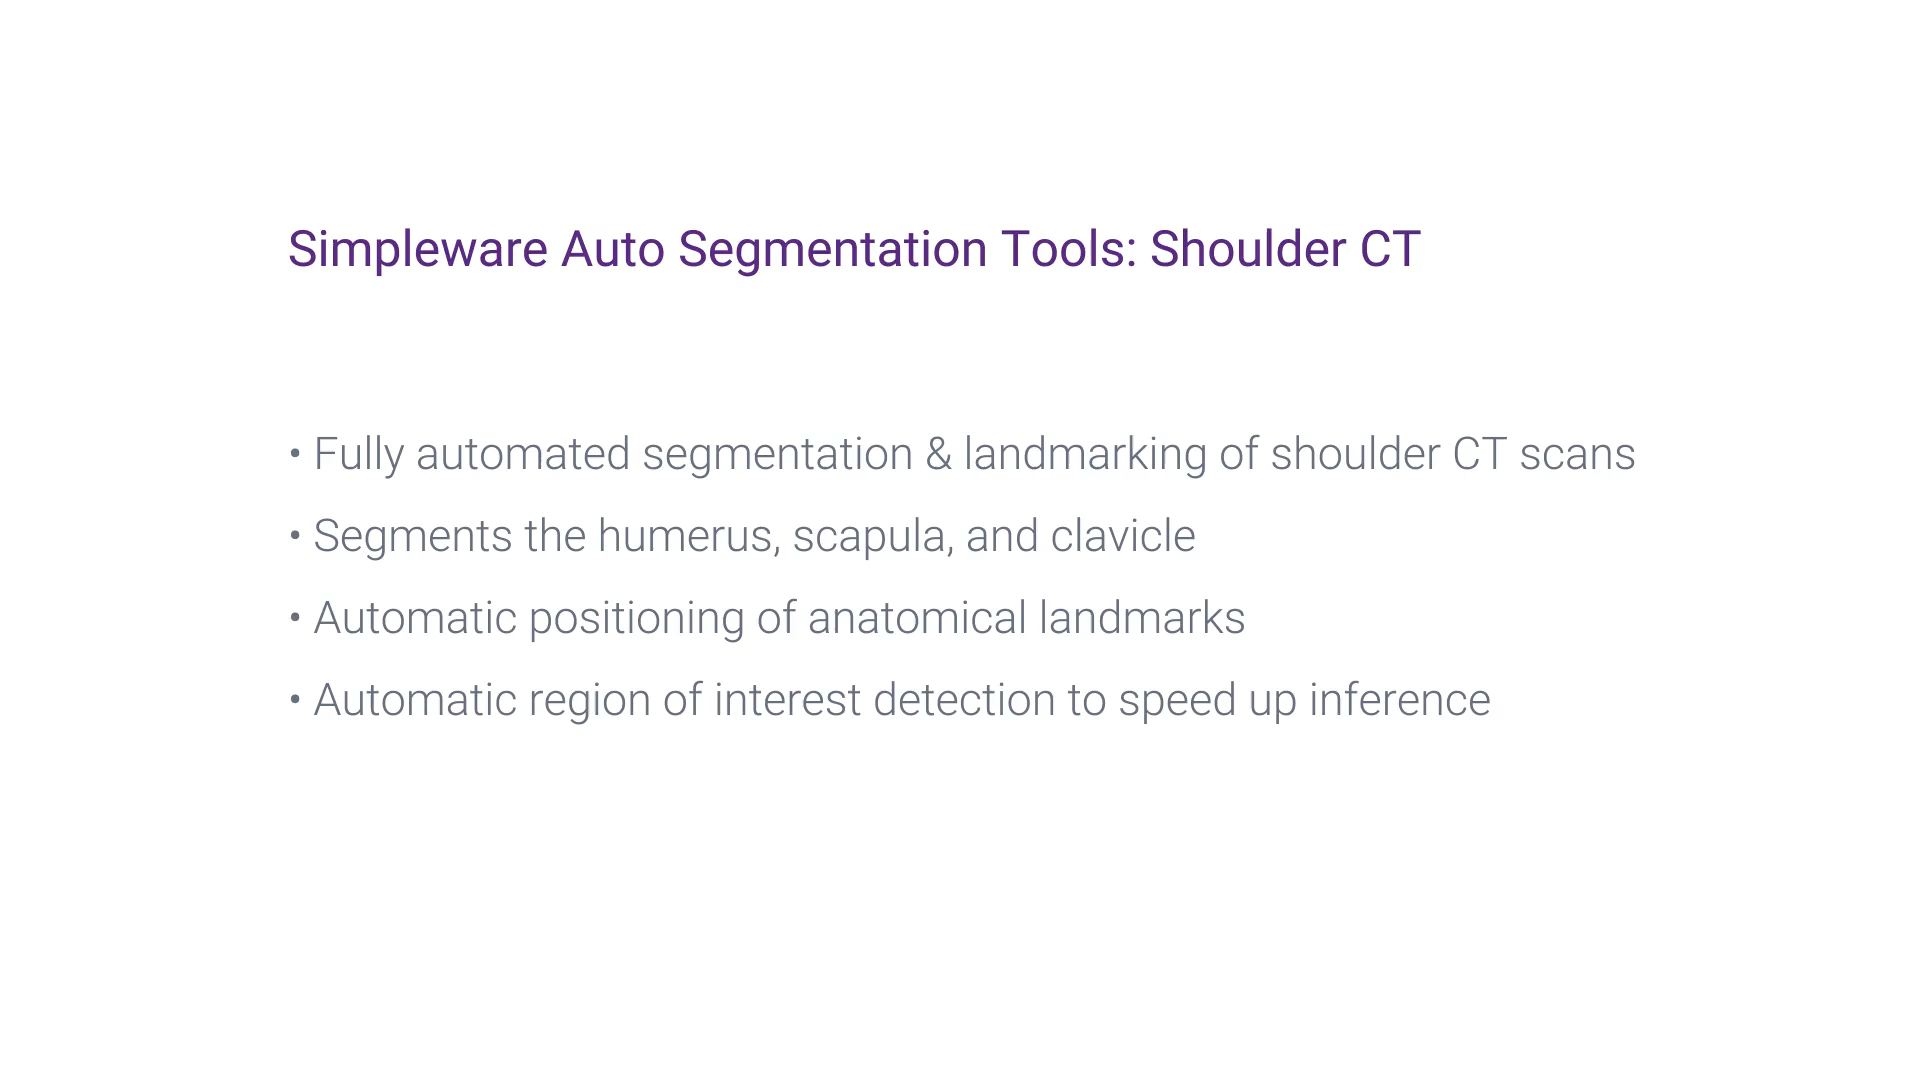 Simpleware Auto Segmentation Tools: Shoulder CT
• Fully automated segmentation & landmarking of shoulder CT scans
• Segments the humerus, scapula, and clavicle
• Automatic positioning of anatomical landmarks
• Automatic region of interest detection to speed up inference